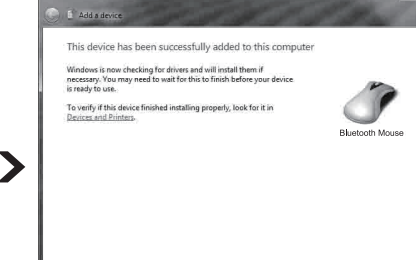 Add a device
This device has been successfully added to this computer
Windows is now checking for drivers and will install them if
necessary. You may need to wait for this to finish before your device
is ready to use.
To verify if this device finished installing properly, look for it in
Devices and Printers.
Bluetooth Mouse